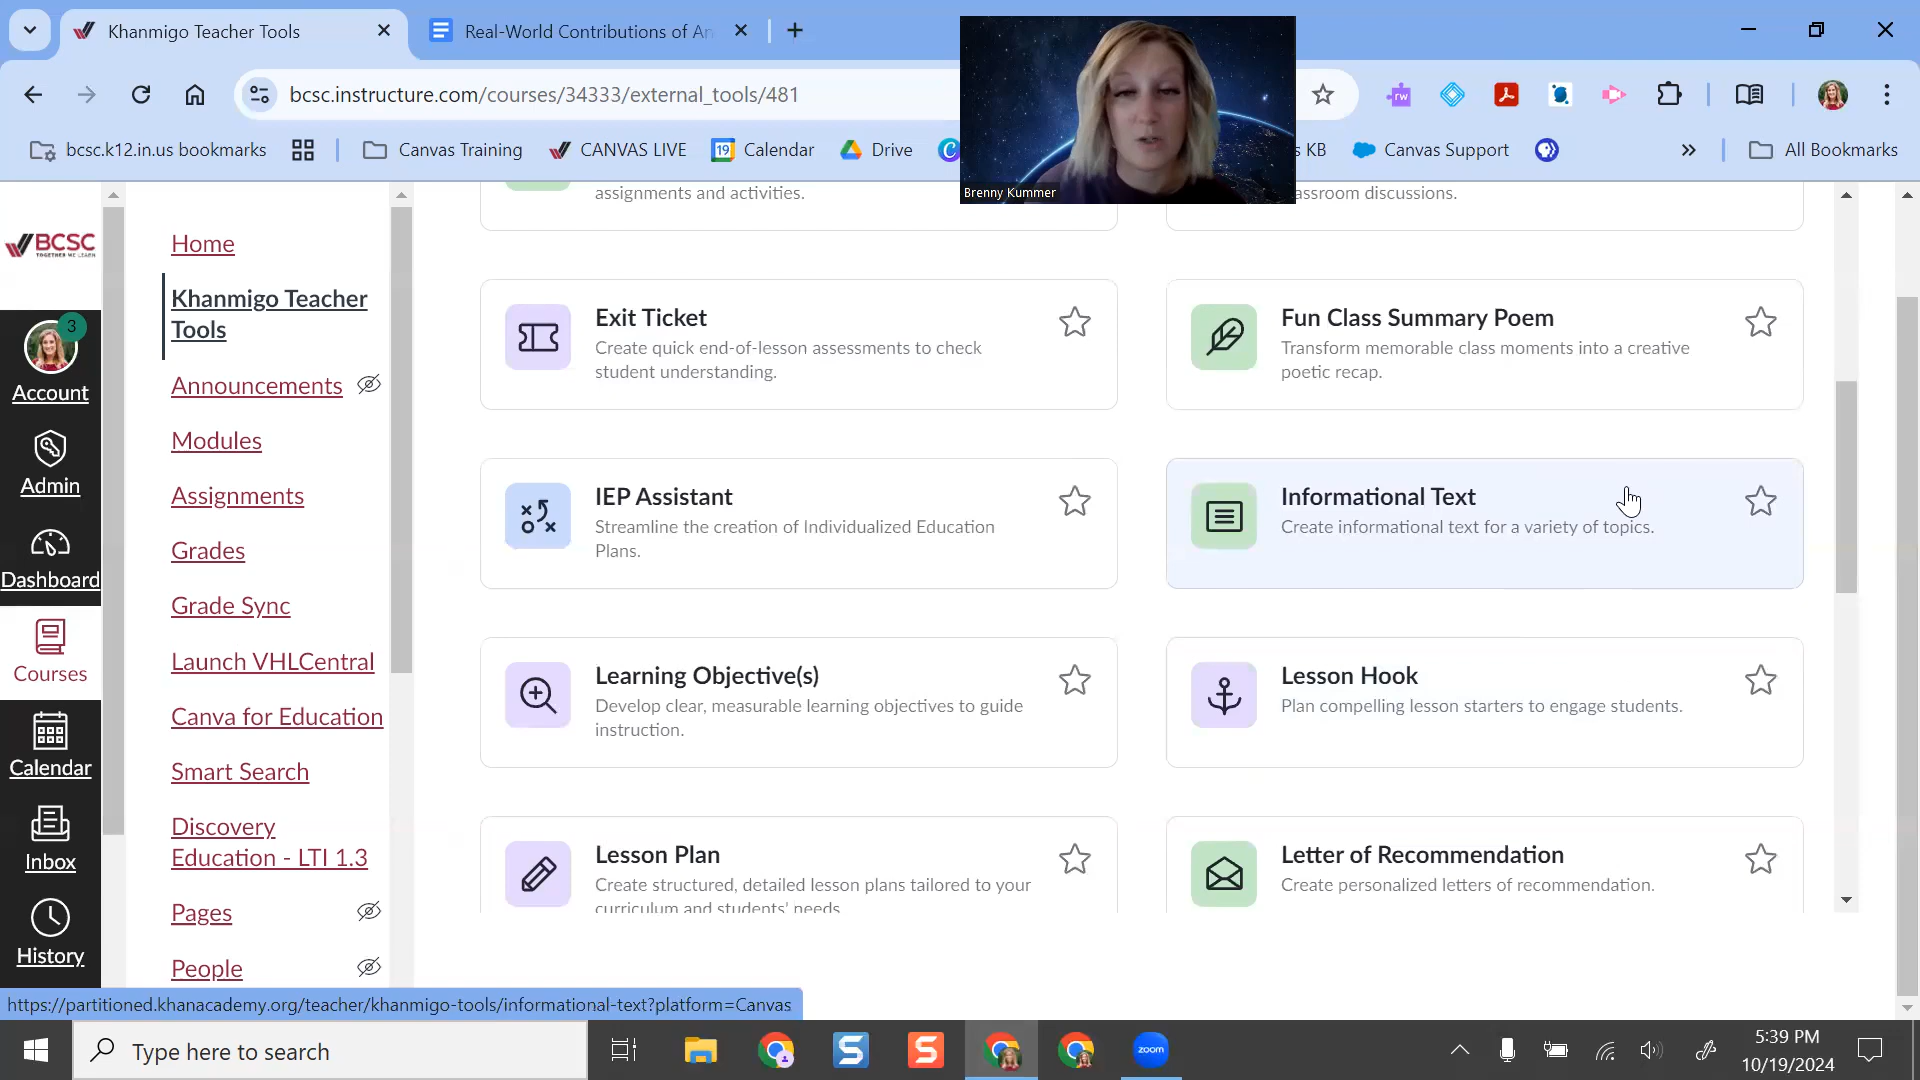 Khanmigo Teacher Tools
Real-World Contributions of An
bcsc.instructure.com/courses/34333/external_tools/481
rw
bcsc.k12.in.us bookmarks
Canvas Training
CANVAS LIVE
19
Calendar
Drive
s KB
Canvas Support
All Bookmarks
Brenny Kummer
BCSC
TOGETHER WE LEARN
3
Account
Admin
Dashboard
Courses
Calendar
Inbox
History
Home
Khanmigo Teacher
Tools
Announcements
Modules
Assignments
Grades
Grade Sync
Launch VHLCentral
Canva for Education
Smart Search
Discovery
Education - LTI 1.3
Pages
People
assignments and activities.
assroom discussions.
Exit Ticket
Create quick end-of-lesson assessments to check
student understanding.
Fun Class Summary Poem
Transform memorable class moments into a creative
poetic recap.
IEP Assistant
Streamline the creation of Individualized Education
Plans.
Informational Text
Create informational text for a variety of topics.
Learning Objective(s)
Develop clear, measurable learning objectives to guide
instruction.
Lesson Hook
Plan compelling lesson starters to engage students.
Lesson Plan
Create structured, detailed lesson plans tailored to your
curriculum and students' needs
Letter of Recommendation
Create personalized letters of recommendation.
https://partitioned.khanacademy.org/teacher/khanmigo-tools/informational-text?platform=Canvas
Type here to search
S
S
zoom
5:39 PM
10/19/2024